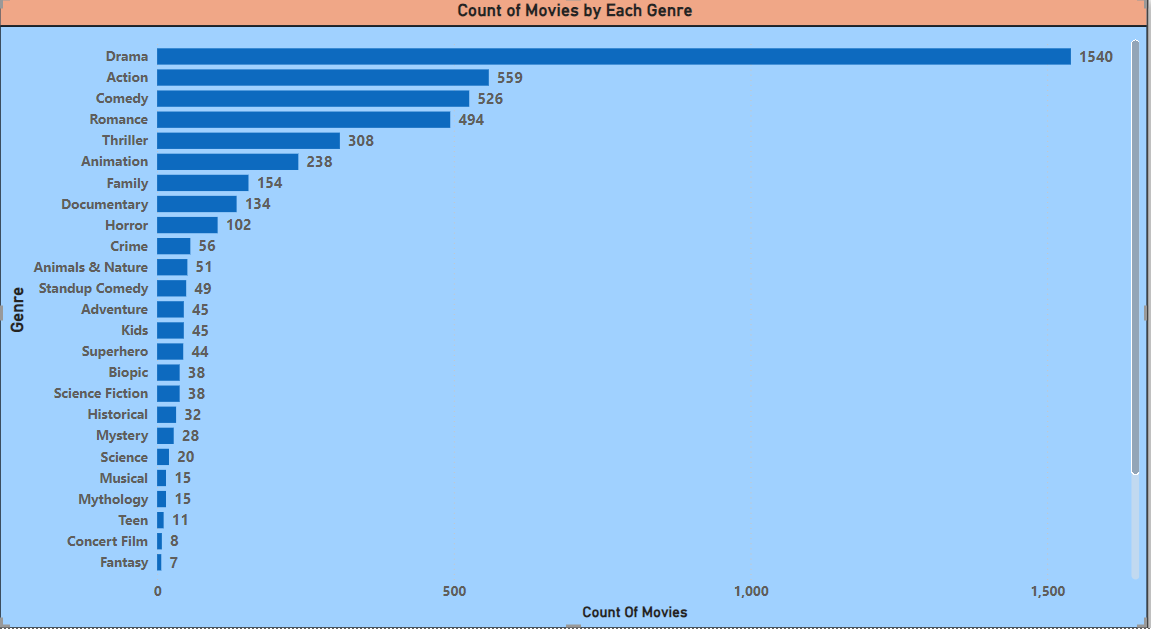 Count of Movies by Each Genre
Drama 1540
Action 559
Comedy 526
Romance 494
Thriller 308
Animation 238
Family 154
Documentary 134
Horror 102
Crime 56
Animals & Nature 51
Standup Comedy 49
Adventure 45
Kids 45
Superhero 44
Biopic 38
Science Fiction 38
Historical 32
Mystery 28
Science 20
Musical 15
Mythology 15
Teen 11
Concert Film 8
Fantasy 7
Genre
0 500 1,000 1,500
Count Of Movies